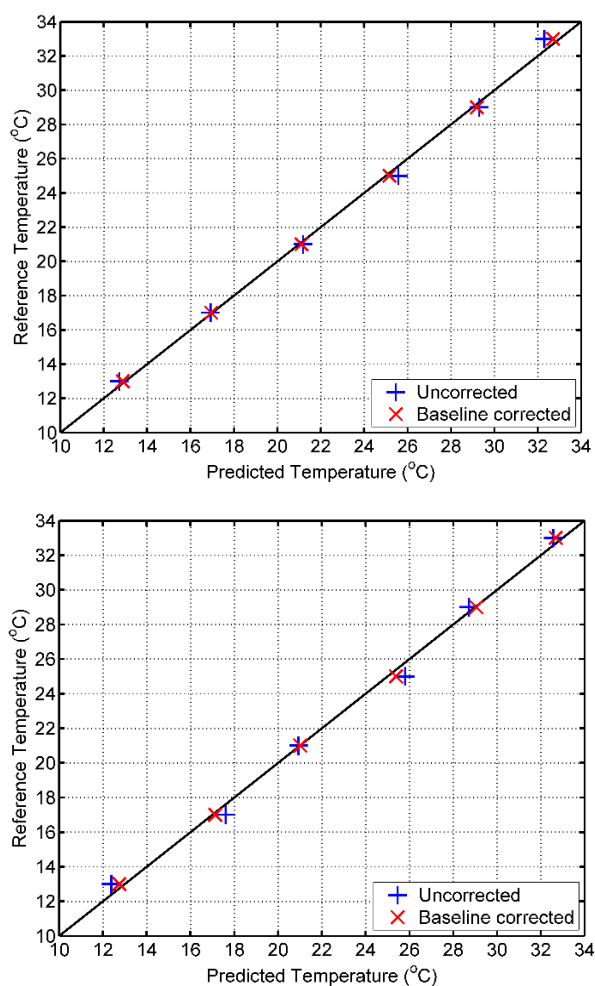 34
32
30
28
26
24
22
20
18
16
14
12
10
Reference Temperature (°C)
Uncorrected
Baseline corrected
10 12 14 16 18 20 22 24 26 28 30 32 34
Predicted Temperature (°C)
34
32
30
28
26
24
22
20
18
16
14
12
10
Reference Temperature (°C)
Uncorrected
Baseline corrected
10 12 14 16 18 20 22 24 26 28 30 32 34
Predicted Temperature (°C)